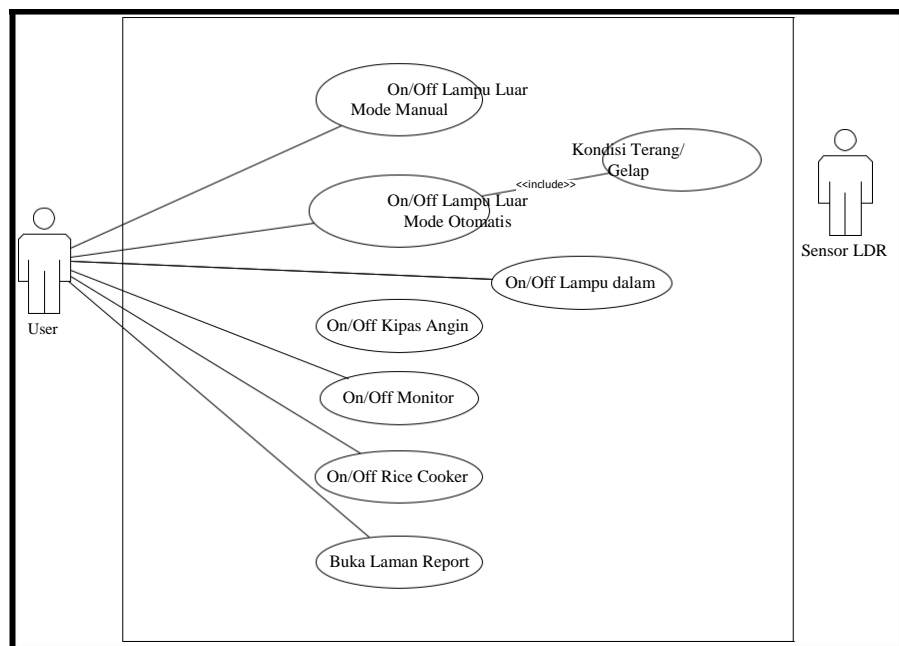 On/Off Lampu Luar
Mode Manual
Kondisi Terang/
Gelap
<<include>>
On/Off Lampu Luar
Mode Otomatis
Sensor LDR
On/Off Lampu dalam
User
On/Off Kipas Angin
On/Off Monitor
On/Off Rice Cooker
Buka Laman Report